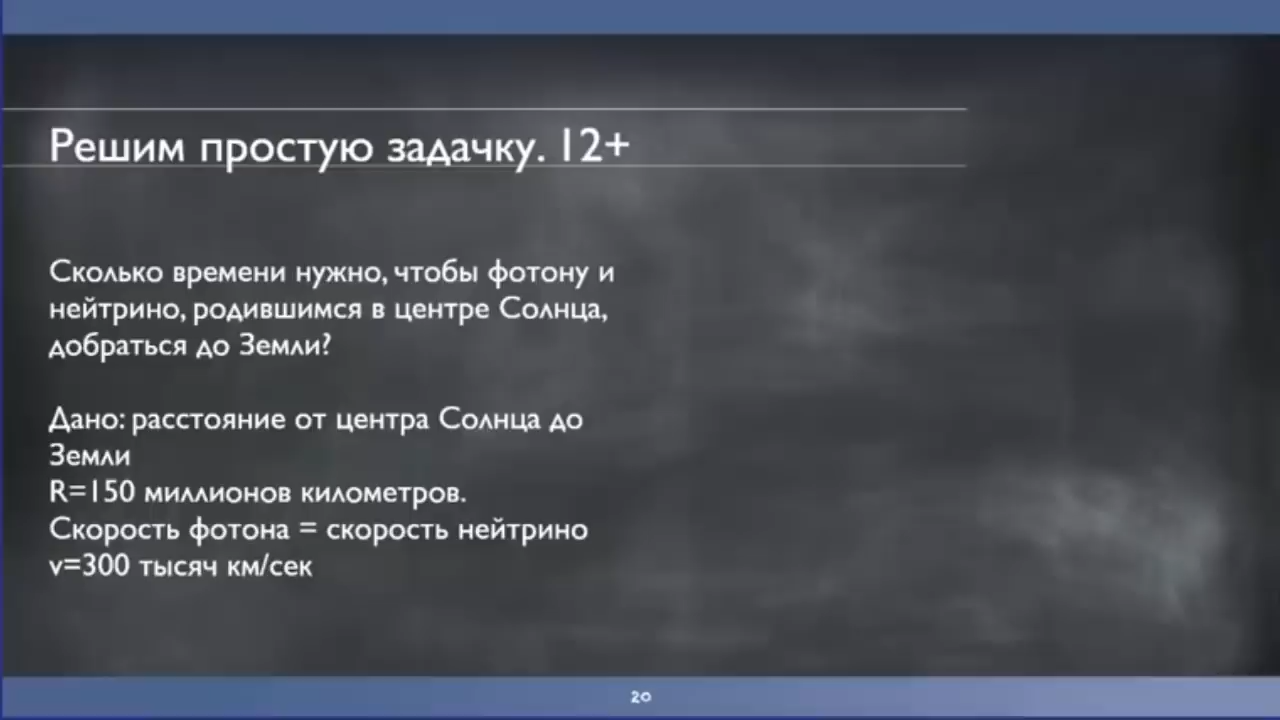 Решим простую задачку. 12+
Сколько времени нужно, чтобы фотону и
нейтрино, родившимся в центре Солнца,
добраться до Земли?
Дано: расстояние от центра Солнца до
Земли
R=150 миллионов километров.
Скорость фотона = скорость нейтрино
v=300 тысяч км/сек
20